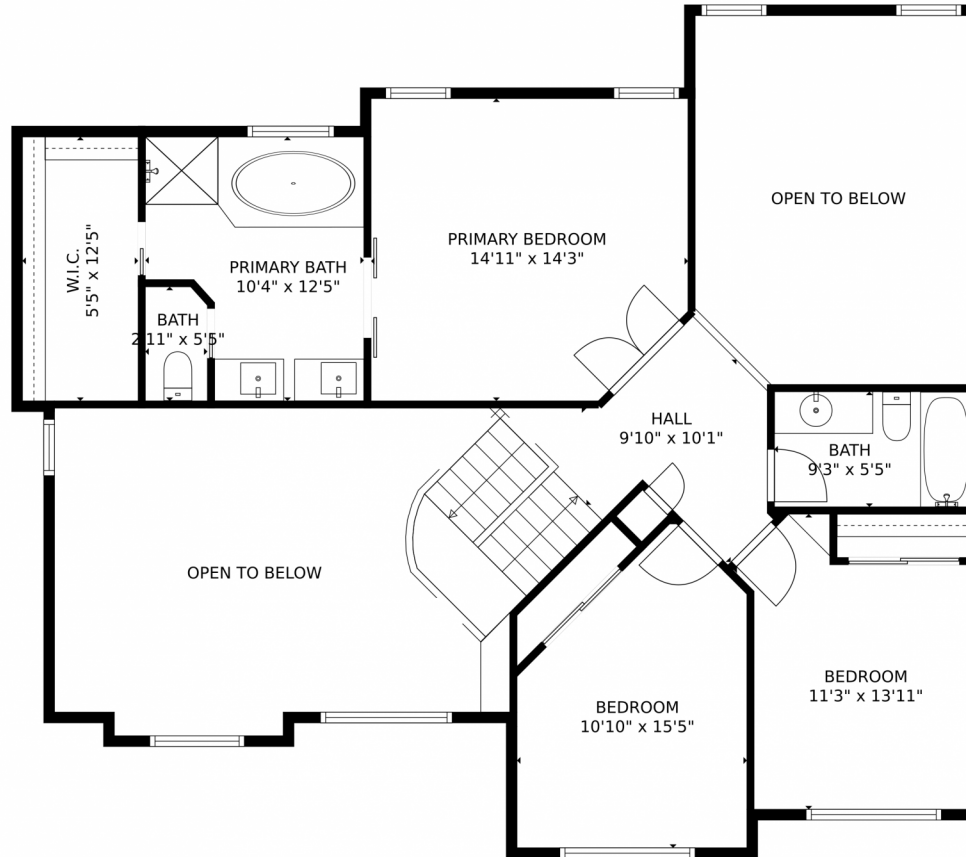 OPEN TO BELOW
PRIMARY BEDROOM
14'11" x 14'3"
W.I.C.
5'5" x 12'5"
PRIMARY BATH
10'4" x 12'5"
BATH
2'11" x 5'5"
HALL
9'10" x 10'1"
BATH
9'3" x 5'5"
OPEN TO BELOW
BEDROOM
11'3" x 13'11"
BEDROOM
10'10" x 15'5"